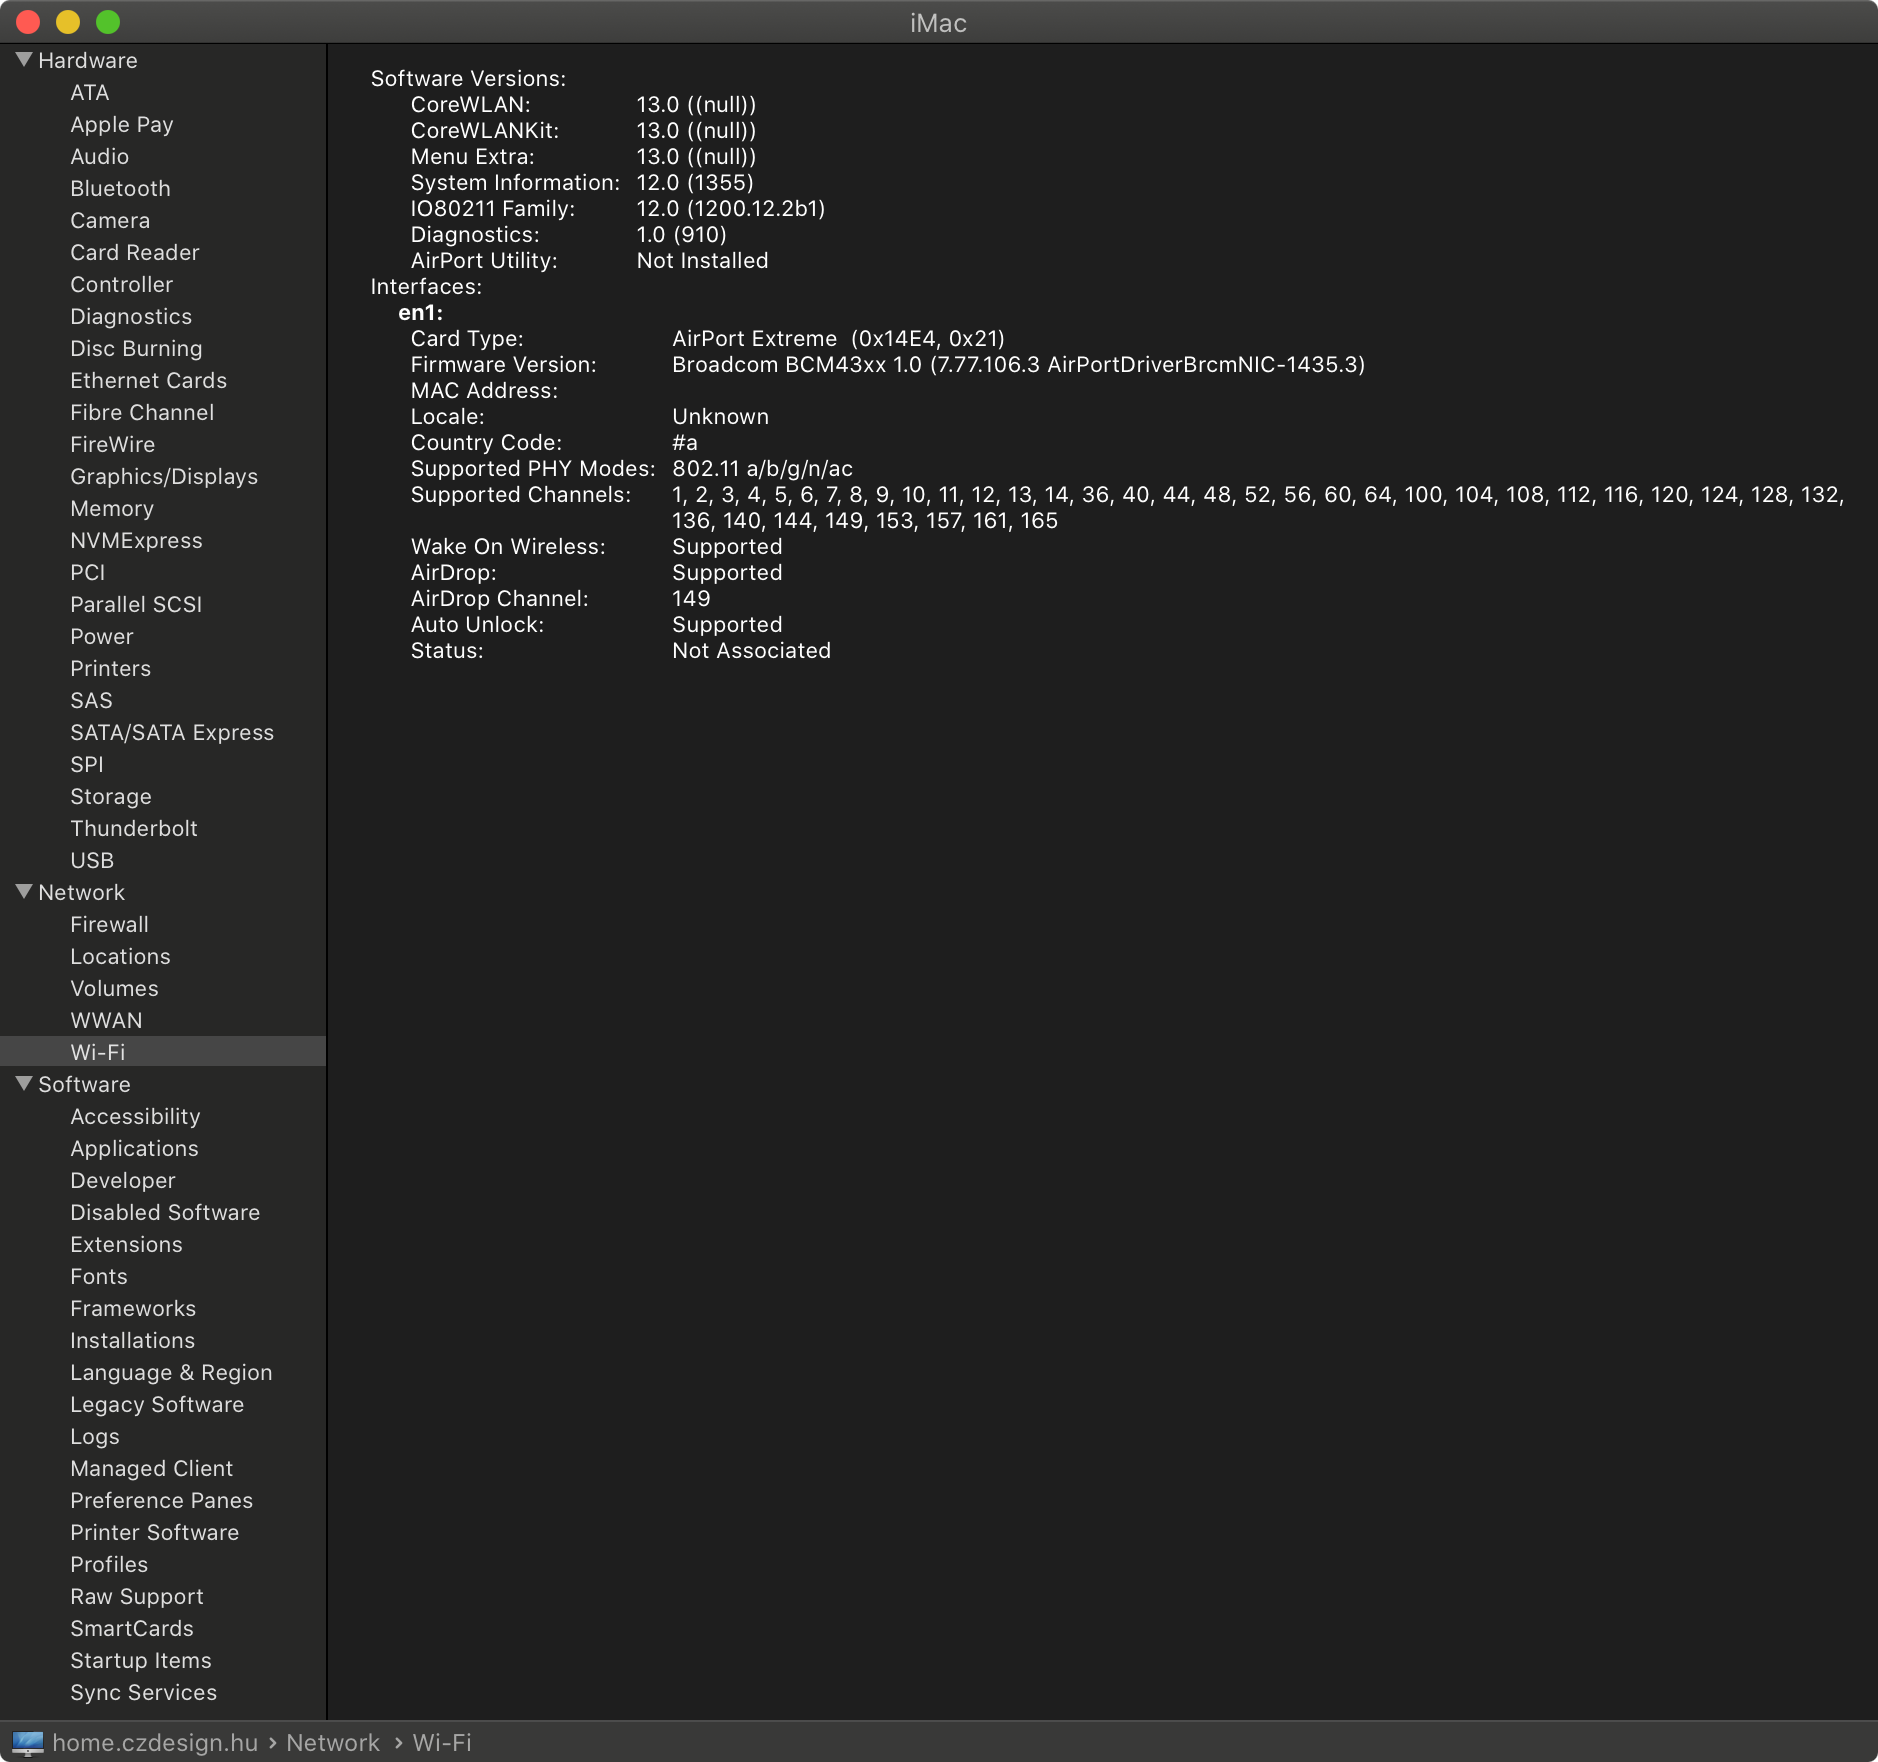 iMac
Hardware
ATA
Apple Pay
Audio
Bluetooth
Camera
Card Reader
Controller
Diagnostics
Disc Burning
Ethernet Cards
Fibre Channel
FireWire
Graphics/Displays
Memory
NVMExpress
PCI
Parallel SCSI
Power
Printers
SAS
SATA/SATA Express
SPI
Storage
Thunderbolt
USB
Network
Firewall
Locations
Volumes
WWAN
Wi-Fi
Software
Accessibility
Applications
Developer
Disabled Software
Extensions
Fonts
Frameworks
Installations
Language & Region
Legacy Software
Logs
Managed Client
Preference Panes
Printer Software
Profiles
Raw Support
SmartCards
Startup Items
Sync Services
Software Versions:
CoreWLAN: 13.0 ((null))
CoreWLANKit: 13.0 ((null))
Menu Extra: 13.0 ((null))
System Information: 12.0 (1355)
IO80211 Family: 12.0 (1200.12.2b1)
Diagnostics: 1.0 (910)
AirPort Utility: Not Installed
Interfaces:
en1:
Card Type: AirPort Extreme (0x14E4, 0x21)
Firmware Version: Broadcom BCM43xx 1.0 (7.77.106.3 AirPortDriverBrcmNIC-1435.3)
MAC Address:
Locale: Unknown
Country Code: #a
Supported PHY Modes: 802.11 a/b/g/n/ac
Supported Channels: 1, 2, 3, 4, 5, 6, 7, 8, 9, 10, 11, 12, 13, 14, 36, 40, 44, 48, 52, 56, 60, 64, 100, 104, 108, 112, 116, 120, 124, 128, 132,
136, 140, 144, 149, 153, 157, 161, 165
Wake On Wireless: Supported
AirDrop: Supported
AirDrop Channel: 149
Auto Unlock: Supported
Status: Not Associated
home.czdesign.hu › Network › Wi-Fi